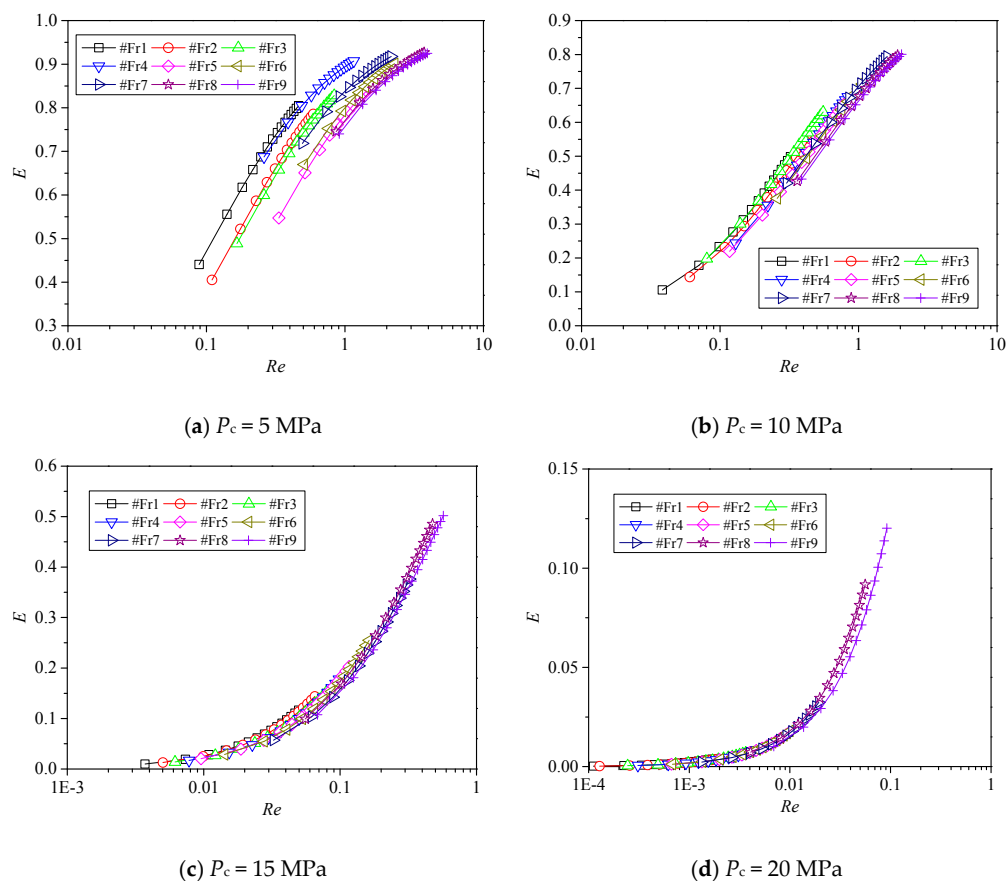 #Fr1 #Fr2 #Fr3
#Fr4 #Fr5 #Fr6
#Fr7 #Fr8 #Fr9
1.0
0.9
0.8
0.7
0.6
0.5
0.4
0.3
E
0.01 0.1 1 10
Re
(a) Pc = 5 MPa
0.9
0.8
0.7
0.6
0.5
0.4
0.3
0.2
0.1
0.0
E
#Fr1 #Fr2 #Fr3
#Fr4 #Fr5 #Fr6
#Fr7 #Fr8 #Fr9
0.01 0.1 1 10
Re
(b) Pc = 10 MPa
0.6
0.5
0.4
0.3
0.2
0.1
0.0
E
#Fr1 #Fr2 #Fr3
#Fr4 #Fr5 #Fr6
#Fr7 #Fr8 #Fr9
1E-3 0.01 0.1 1
Re
(c) Pc = 15 MPa
0.15
0.10
0.05
0.00
E
#Fr1 #Fr2 #Fr3
#Fr4 #Fr5 #Fr6
#Fr7 #Fr8 #Fr9
1E-4 1E-3 0.01 0.1 1
Re
(d) Pc = 20 MPa